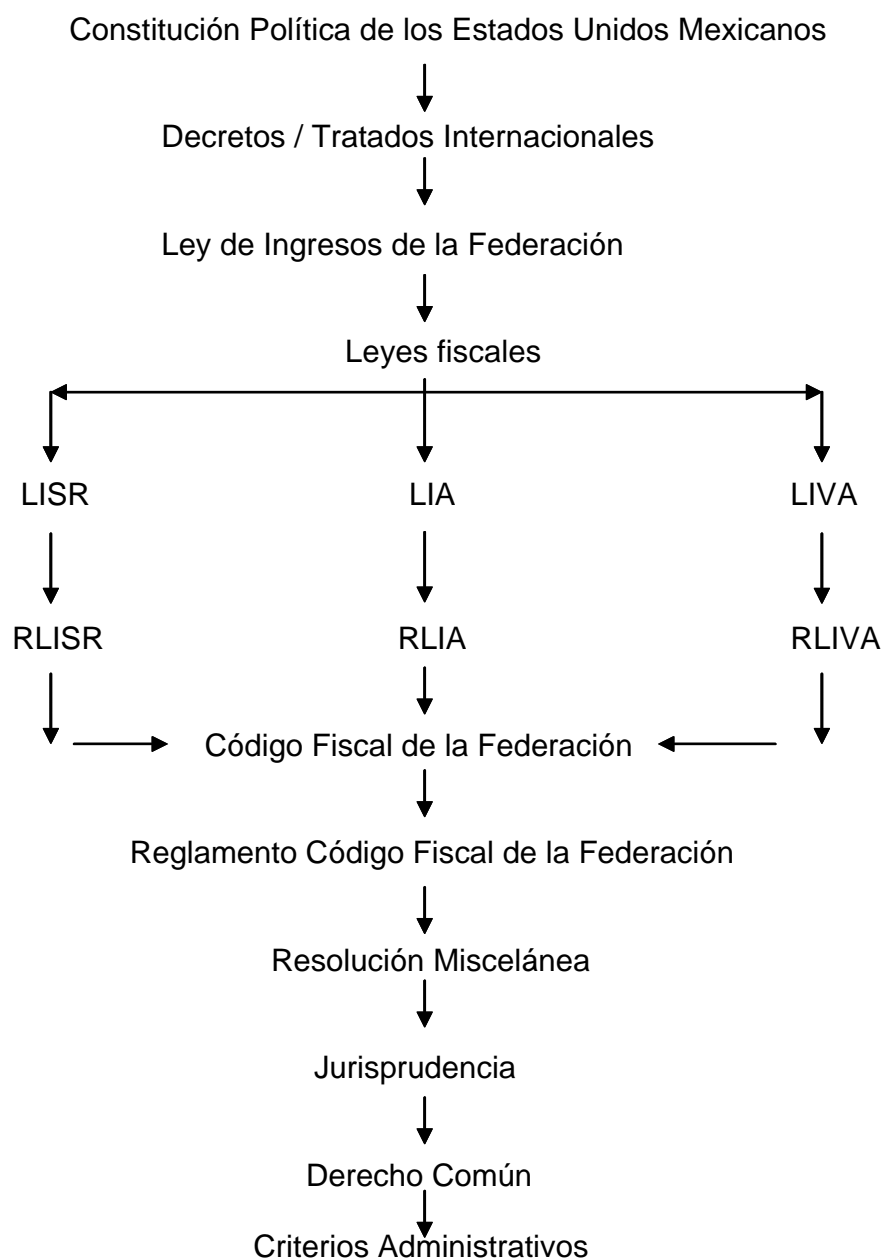 Constitución Política de los Estados Unidos Mexicanos
Decretos / Tratados Internacionales
Ley de Ingresos de la Federación
Leyes fiscales
LISR
LIA
LIVA
RLISR
RLIA
RLIVA
Código Fiscal de la Federación
Reglamento Código Fiscal de la Federación
Resolución Miscelánea
Jurisprudencia
Derecho Común
Criterios Administrativos